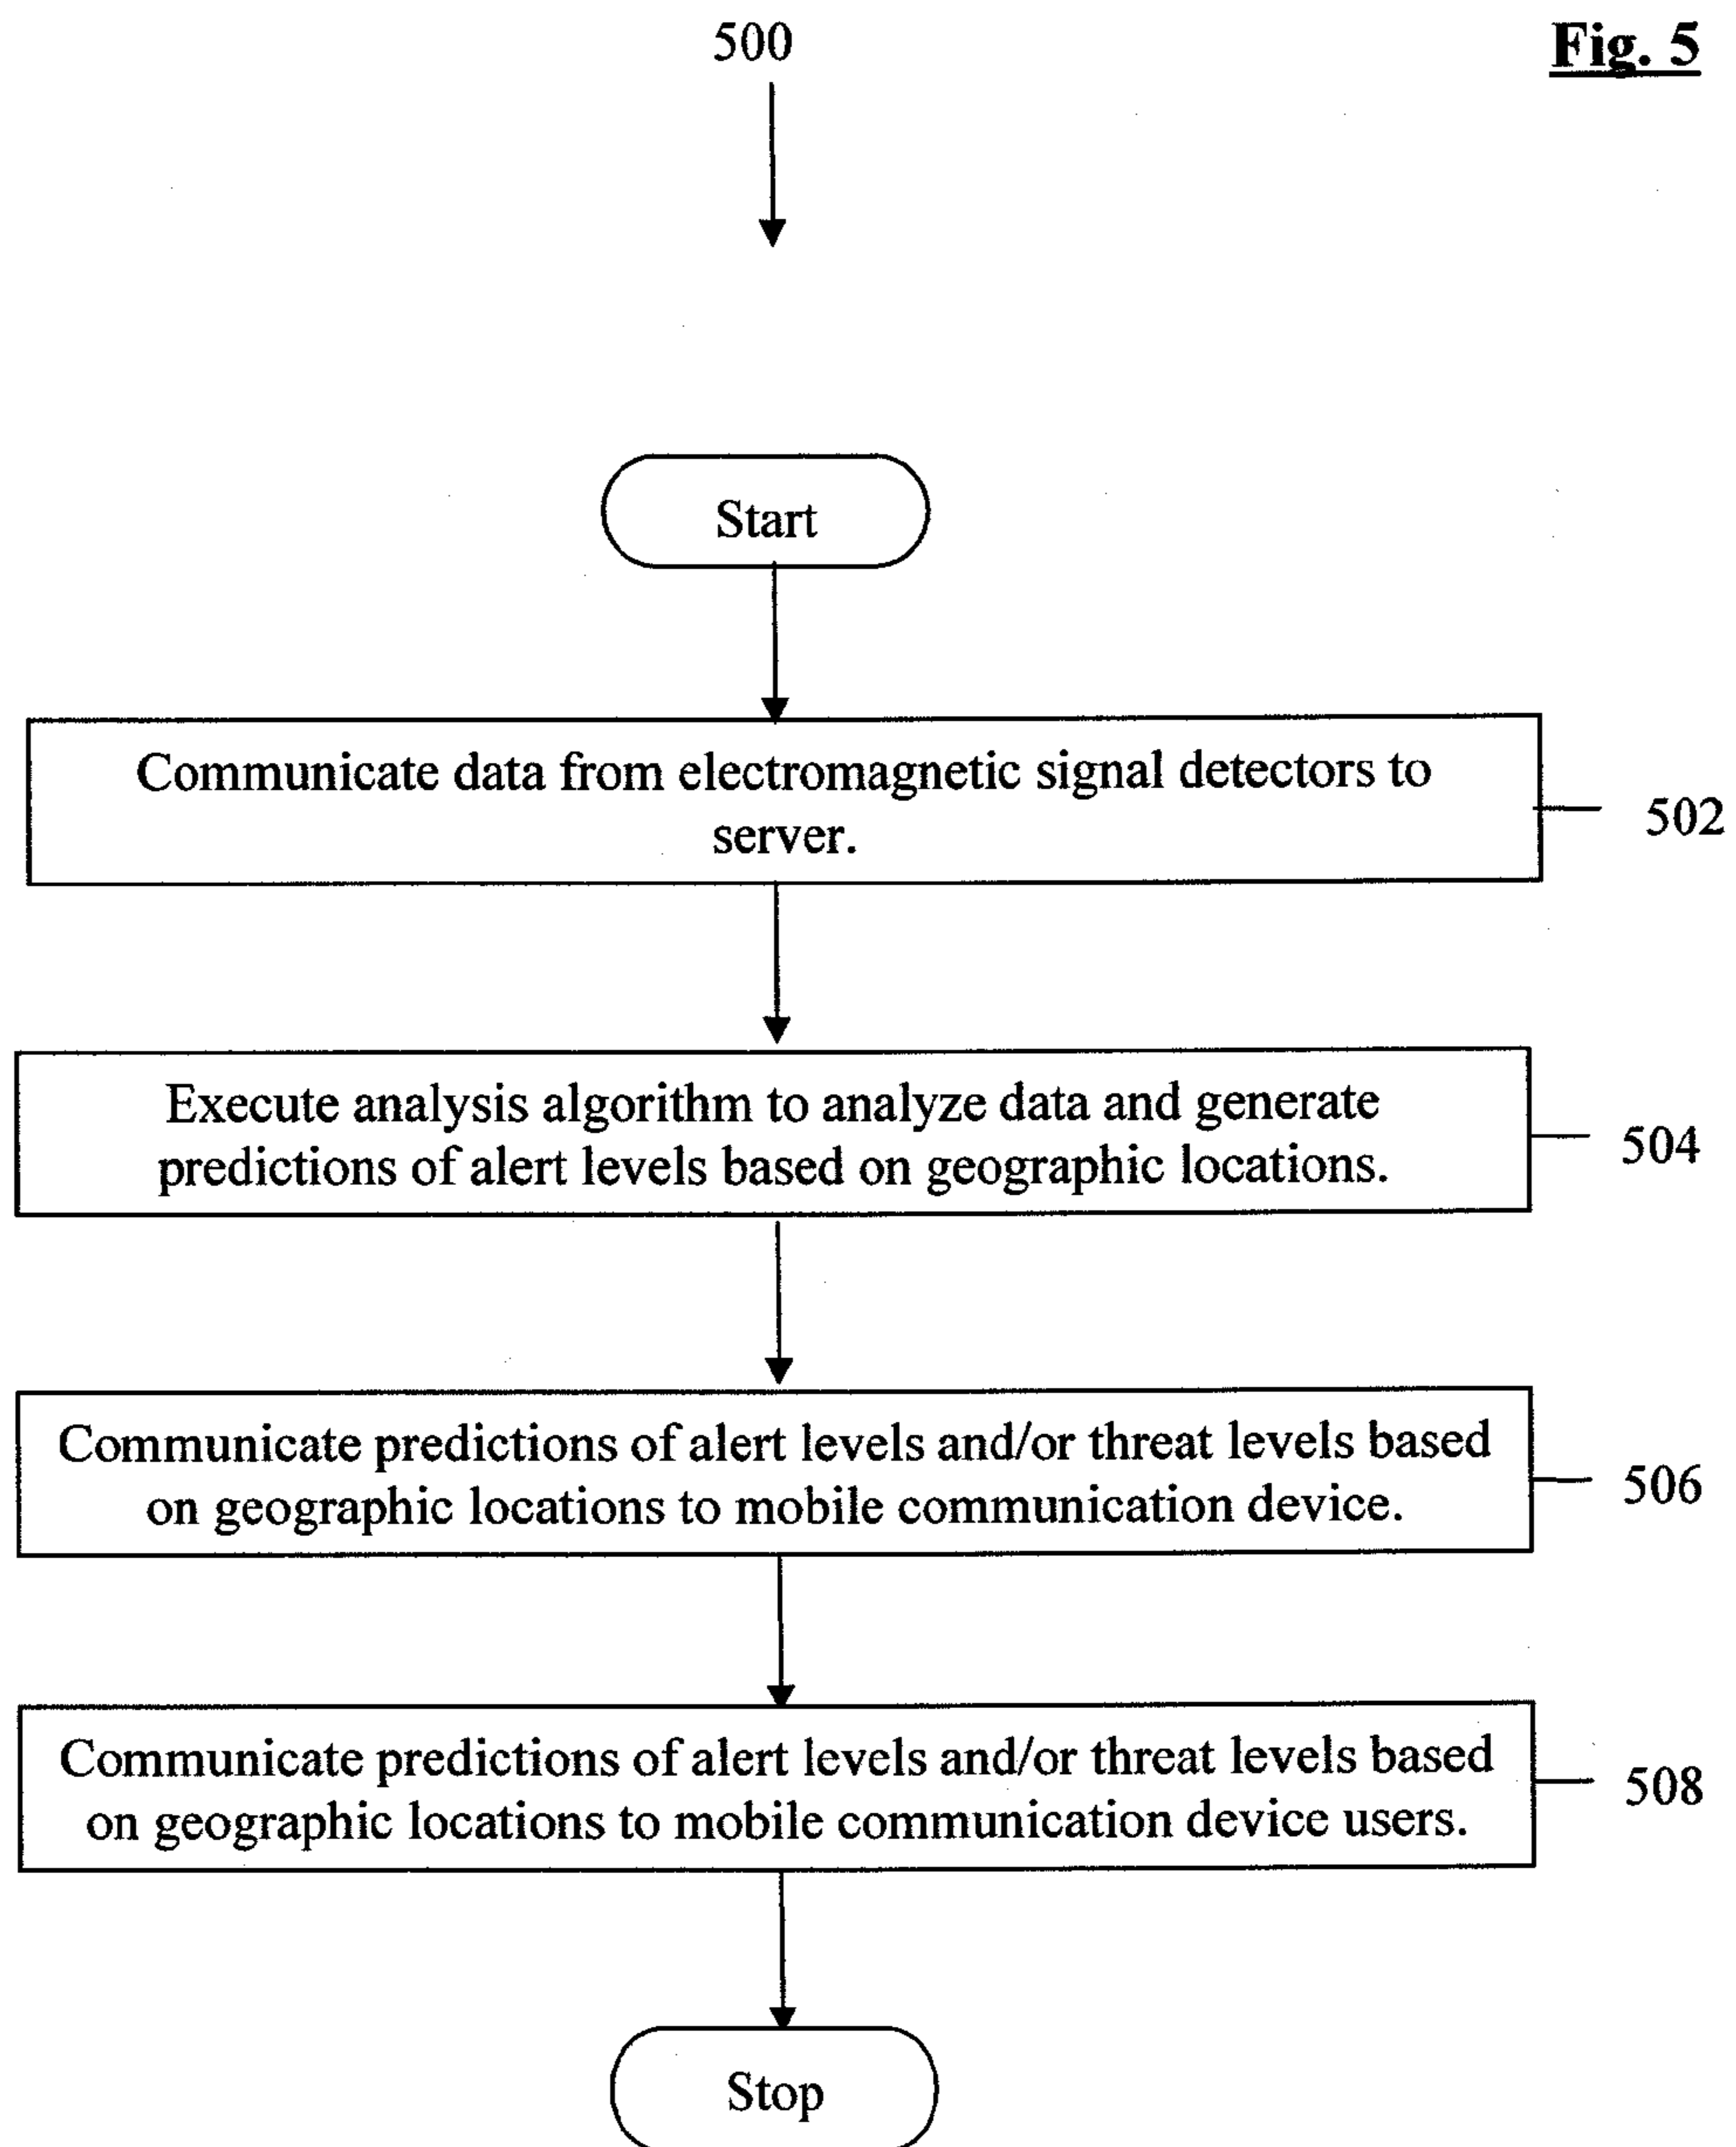 500
Fig. 5
Start
Communicate data from electromagnetic signal detectors to
server.
502
Execute analysis algorithm to analyze data and generate
predictions of alert levels based on geographic locations.
504
Communicate predictions of alert levels and/or threat levels based
on geographic locations to mobile communication device.
506
Communicate predictions of alert levels and/or threat levels based
on geographic locations to mobile communication device users.
508
Stop